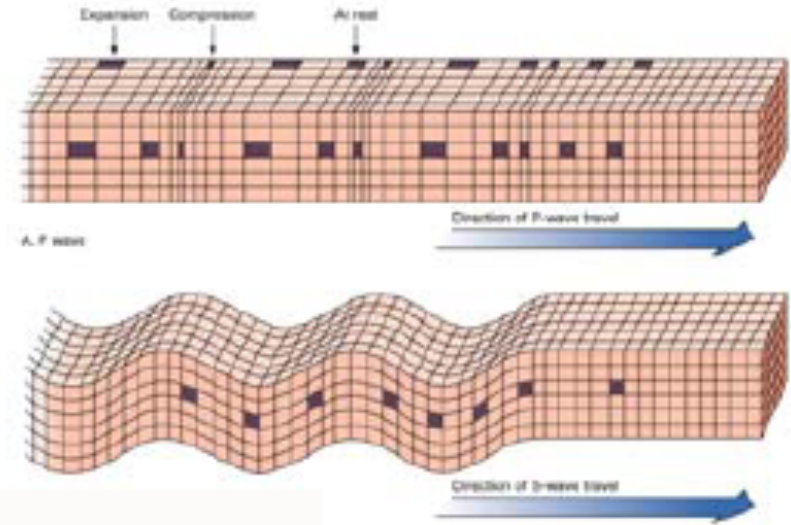 Expansion Compression At rest
Direction of P-wave travel
A. P wave
Direction of S-wave travel